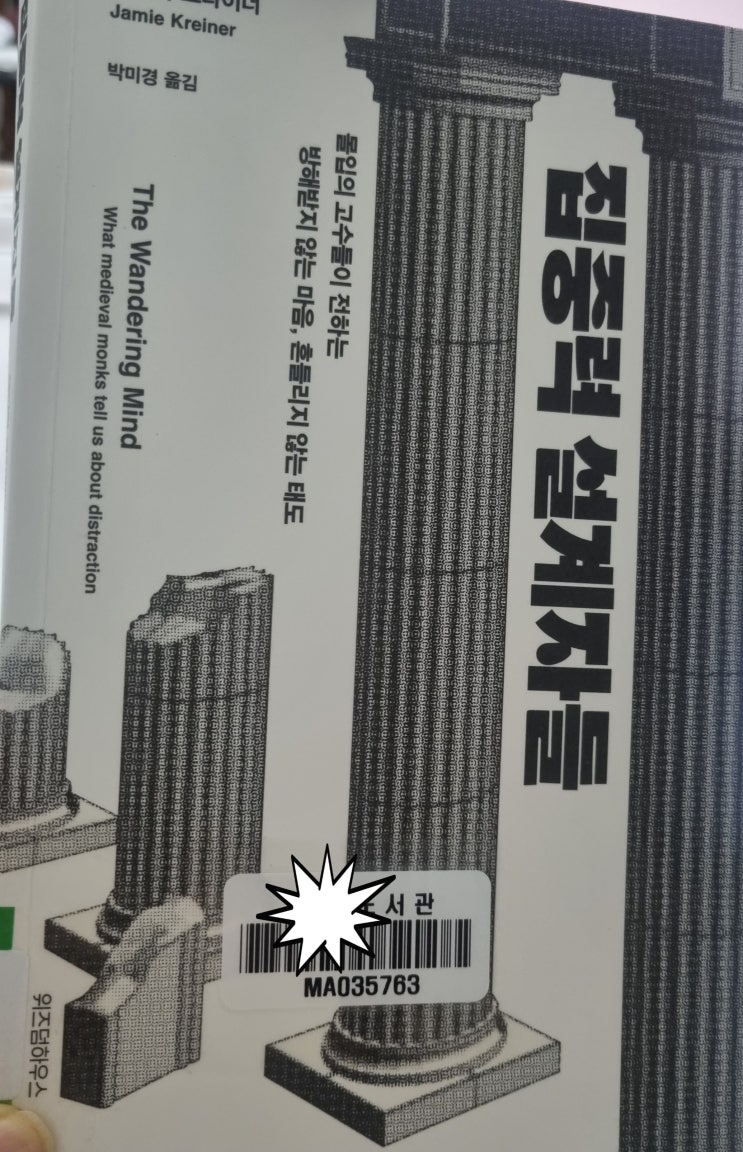 Jamie Kreiner
박미경 옮김
집중력 설계자들
몰입의 고수들이 전하는
방해받지 않는 마음, 흔들리지 않는 태도
The Wandering Mind
What medieval monks tell us about distraction
서관
MA035763
위즈덤하우스